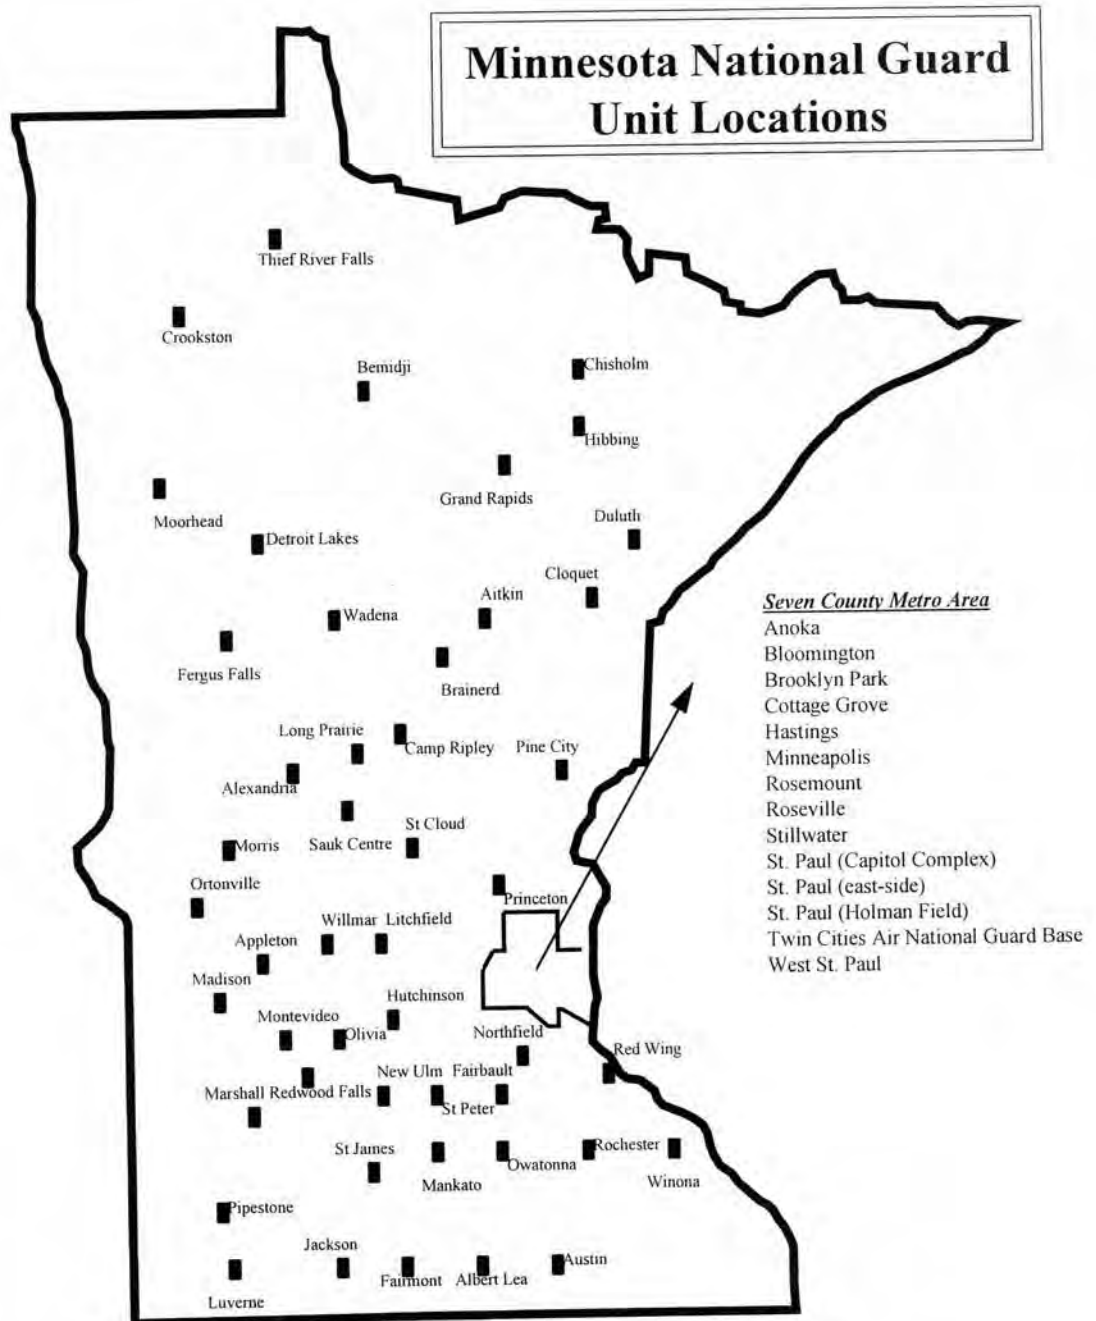 Minnesota National Guard
Unit Locations
Thief River Falls
Crookston
Bemidji
Chisholm
Hibbing
Grand Rapids
Moorhead
Duluth
Detroit Lakes
Cloquet
Aitkin
Wadena
Fergus Falls
Brainerd
Long Prairie
Camp Ripley
Pine City
Alexandria
Sauk Centre
St Cloud
Morris
Ortonville
Princeton
Willmar Litchfield
Appleton
Madison
Hutchinson
Montevideo
Olivia
Northfield
Red Wing
New Ulm Fairbault
Marshall Redwood Falls
St Peter
St James
Mankato
Owatonna
Rochester
Winona
Pipestone
Jackson
Fairmont
Albert Lea
Austin
Luverne
Seven County Metro Area
Anoka
Bloomington
Brooklyn Park
Cottage Grove
Hastings
Minneapolis
Rosemount
Roseville
Stillwater
St. Paul (Capitol Complex)
St. Paul (east-side)
St. Paul (Holman Field)
Twin Cities Air National Guard Base
West St. Paul